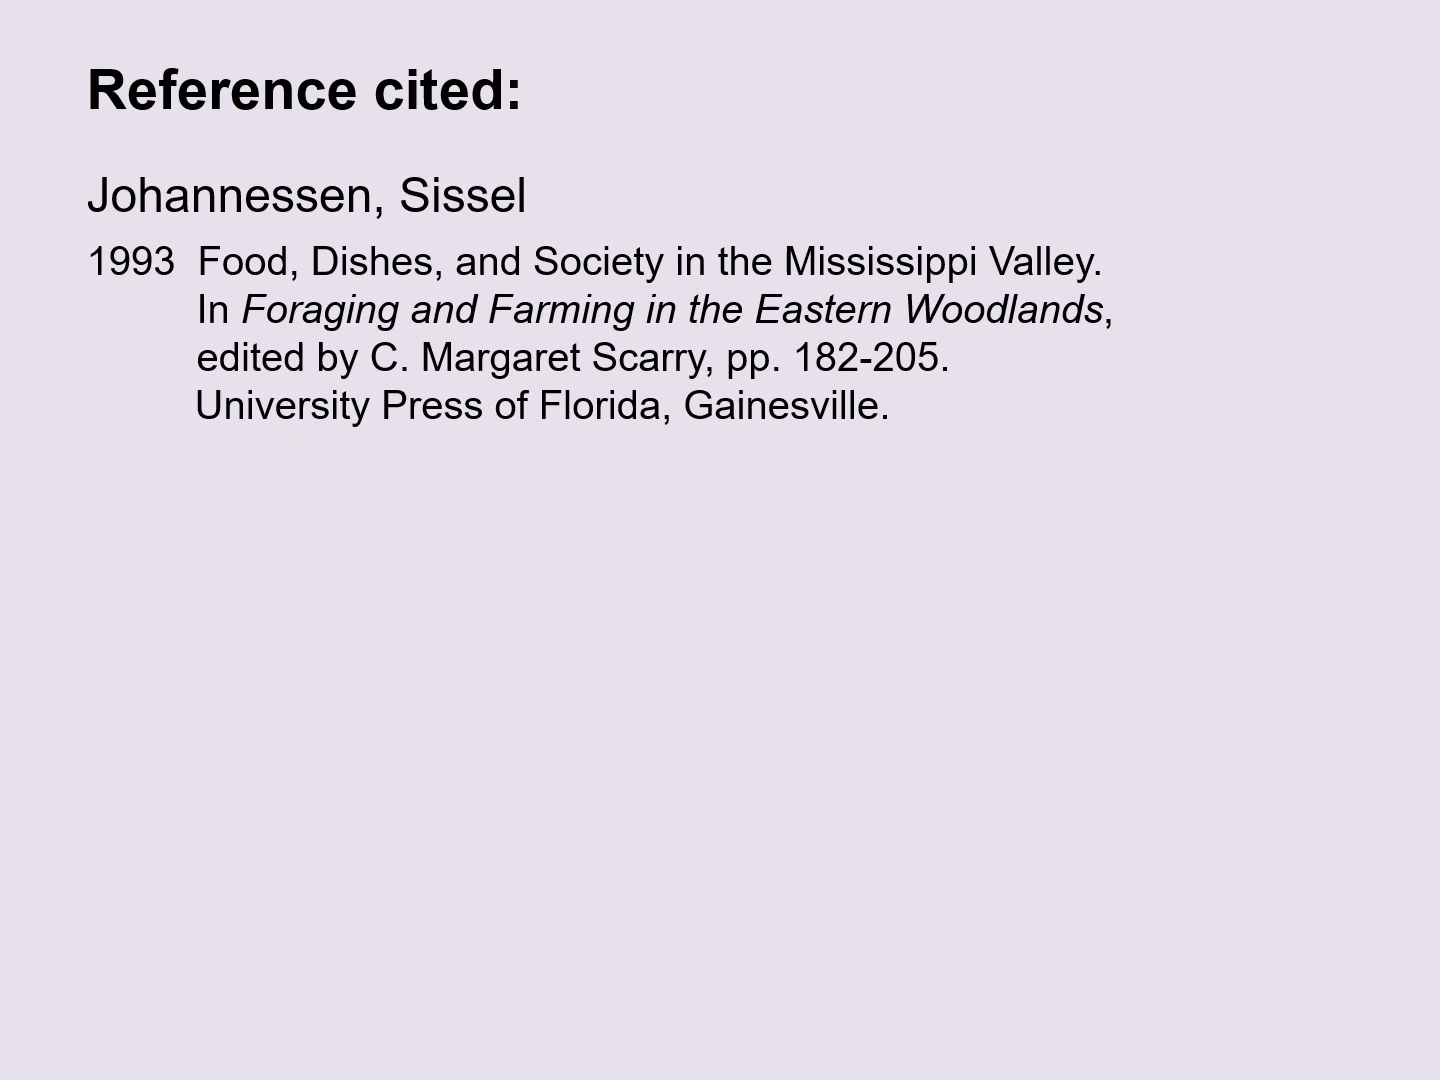 Reference cited:
Johannessen, Sissel
1993 Food, Dishes, and Society in the Mississippi Valley.
In Foraging and Farming in the Eastern Woodlands,
edited by C. Margaret Scarry, pp. 182-205.
University Press of Florida, Gainesville.